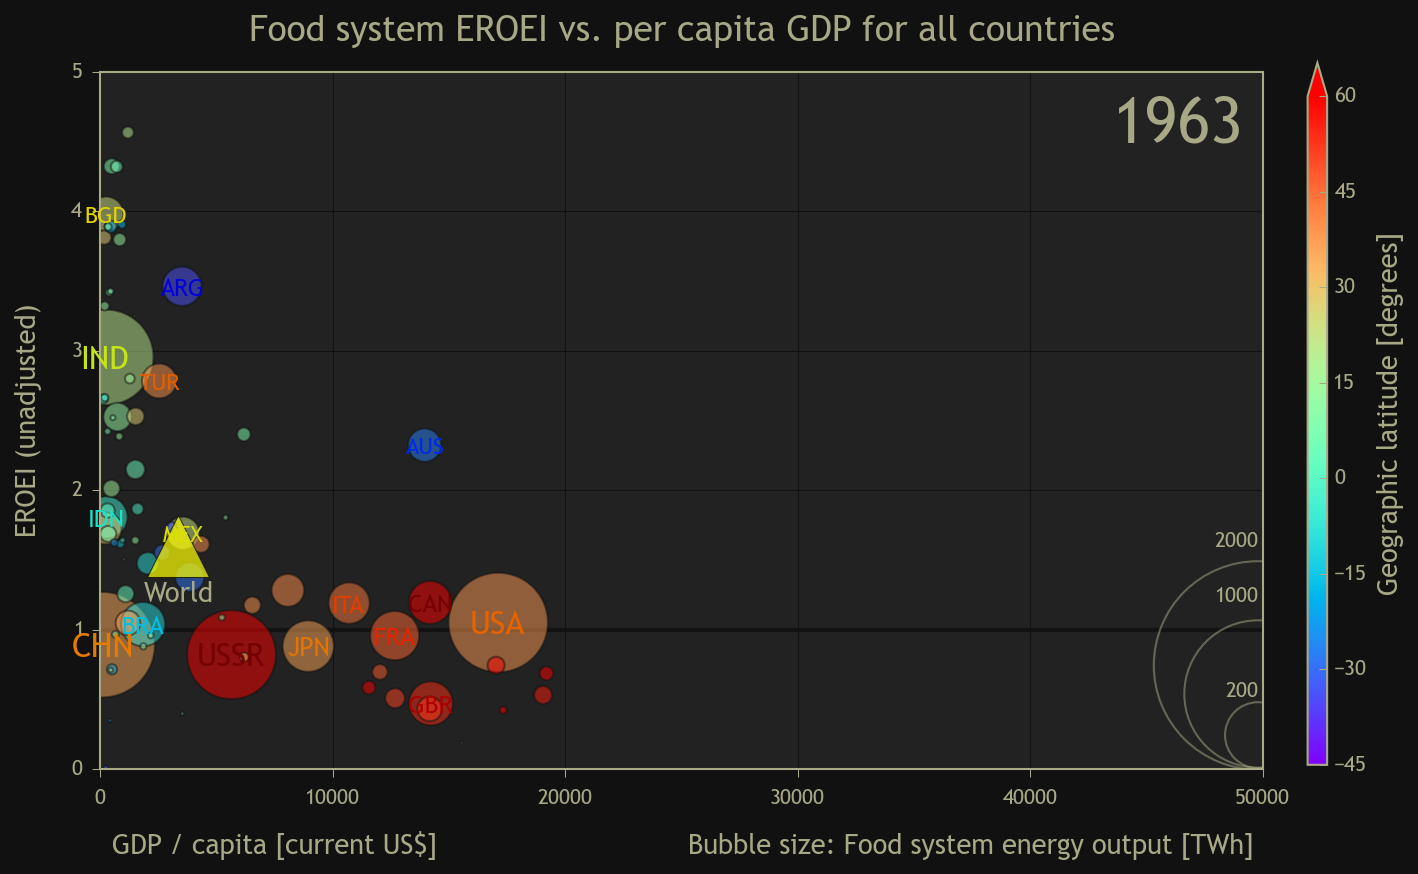 Food system EROEI vs. per capita GDP for all countries
1963
5
4
3
2
1
0
EROEI (unadjusted)
BGD
ARG
IND
TUR
AUS
IDN
MEX
World
BRA
CHN
USSR
JPN
ITA
FRA
CAN
GBR
USA
2000
1000
200
0
10000
20000
30000
40000
50000
GDP / capita [current US$]
Bubble size: Food system energy output [TWh]
60
45
30
15
0
−15
−30
−45
Geographic latitude [degrees]